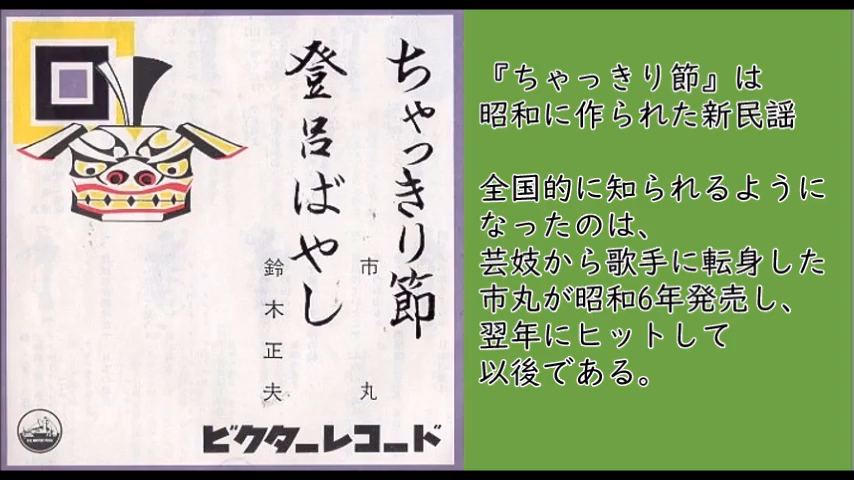 ちゃっきり節
市丸
登呂ばやし
鈴木正夫
ビクターレコード
『ちゃっきり節』は
昭和に作られた新民謡
全国的に知られるように
なったのは、
芸妓から歌手に転身した
市丸が昭和6年発売し、
翌年にヒットして
以後である。